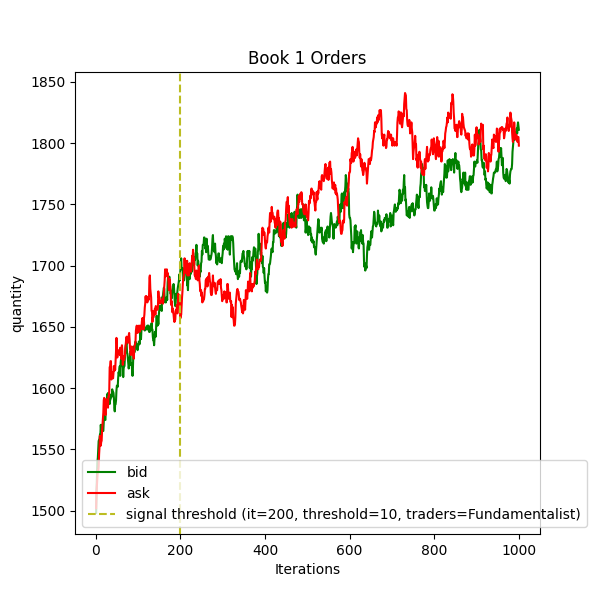 Book 1 Orders
quantity
1850
1800
1750
1700
1650
1600
1550
1500
bid
ask
signal threshold (it=200, threshold=10, traders=Fundamentalist)
0 200 400 600 800 1000
Iterations